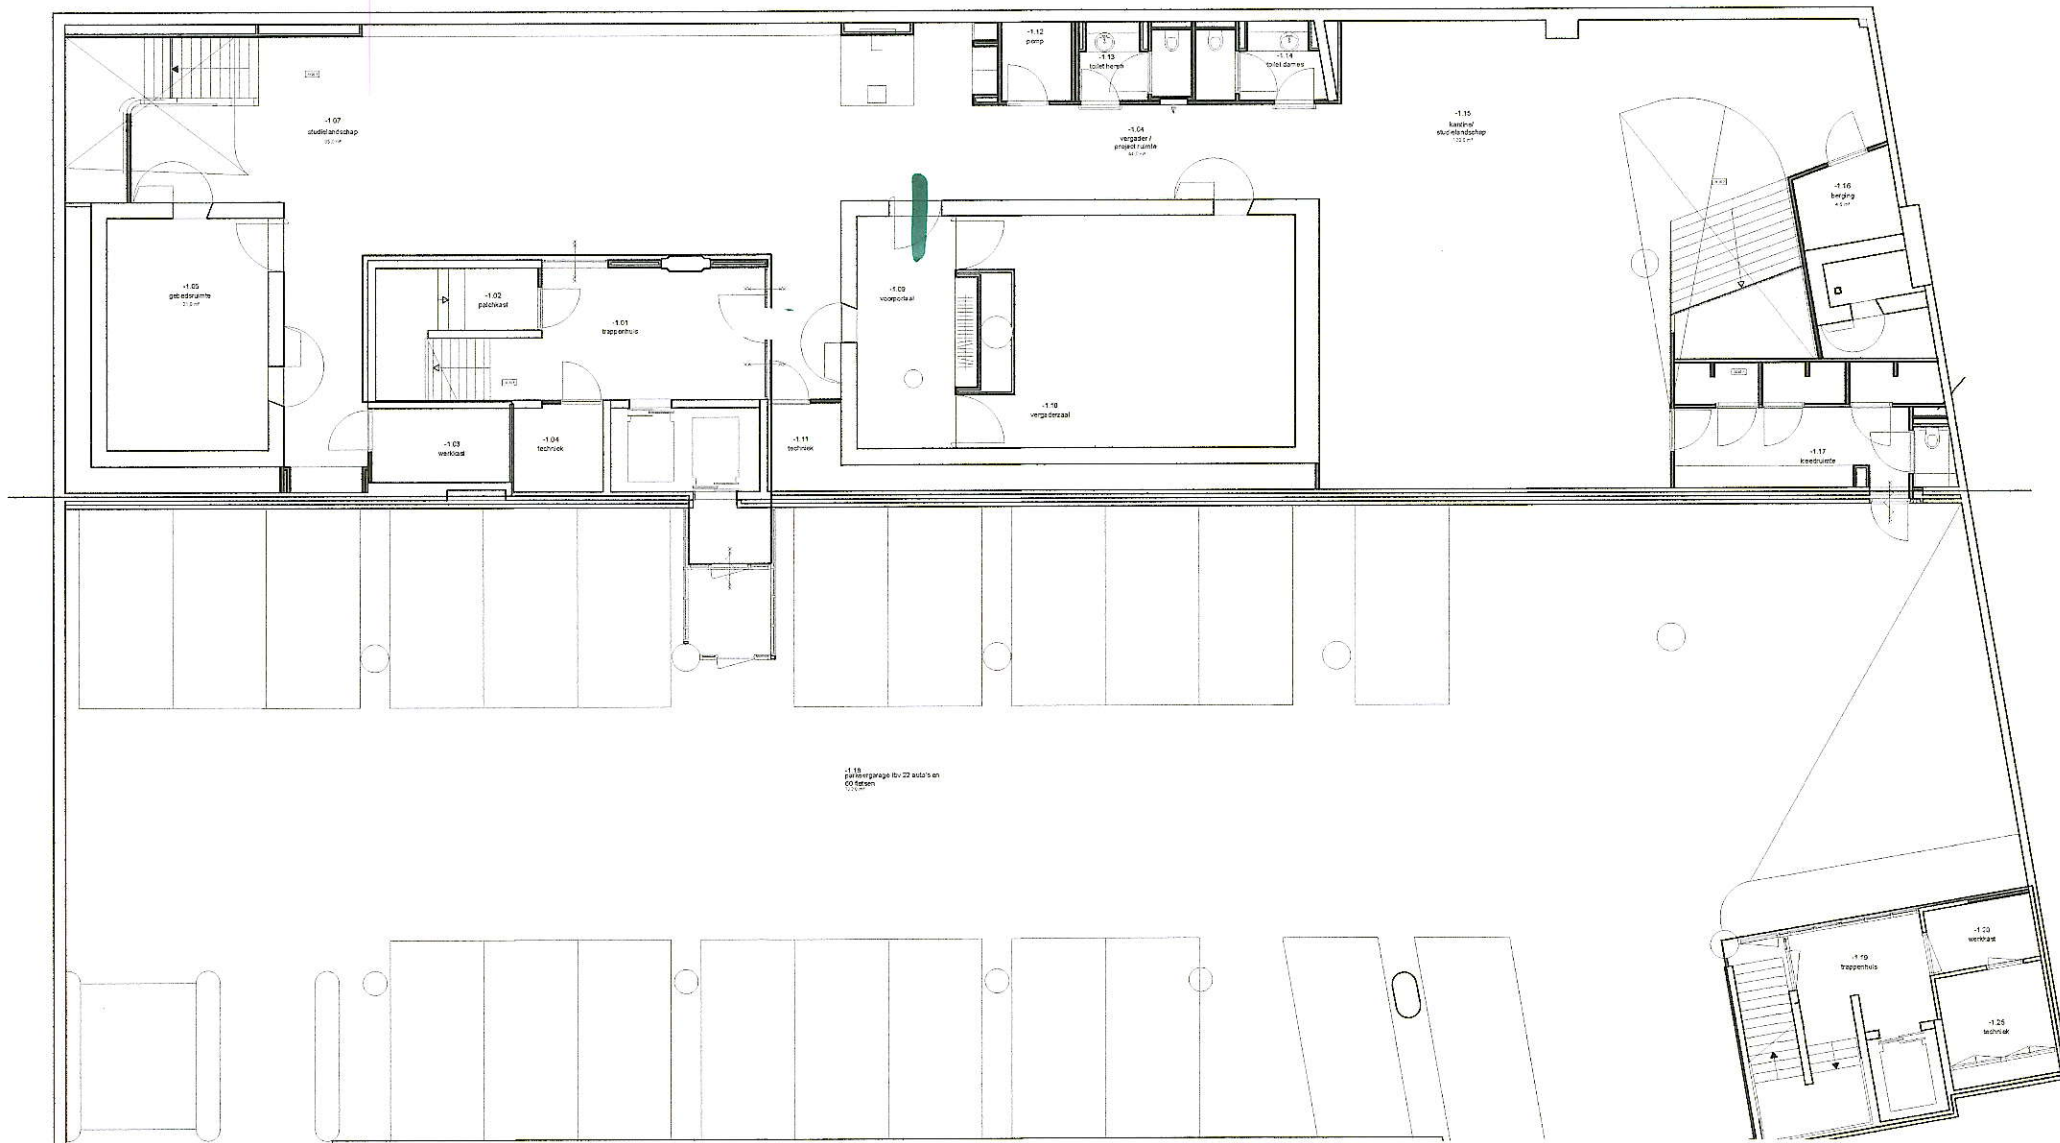 -1.12
pomp
-1.13
toilet heren
-1.14
toilet dames
-1.07
studielandschap
-1.04
vergader /
project ruimte
-1.15
kantine/
studielandschap
-1.16
berging
-1.05
gebedsruimte
-1.02
patchkast
-1.01
trappenhuis
-1.09
voorportaal
-1.10
vergaderzaal
-1.03
werkkast
-1.04
techniek
-1.11
techniek
-1.17
kleedruimte
-1.18
parkeergarage tbv 22 auto's en
60 fietsen
-1.19
trappenhuis
werkkast
-1.25
techniek